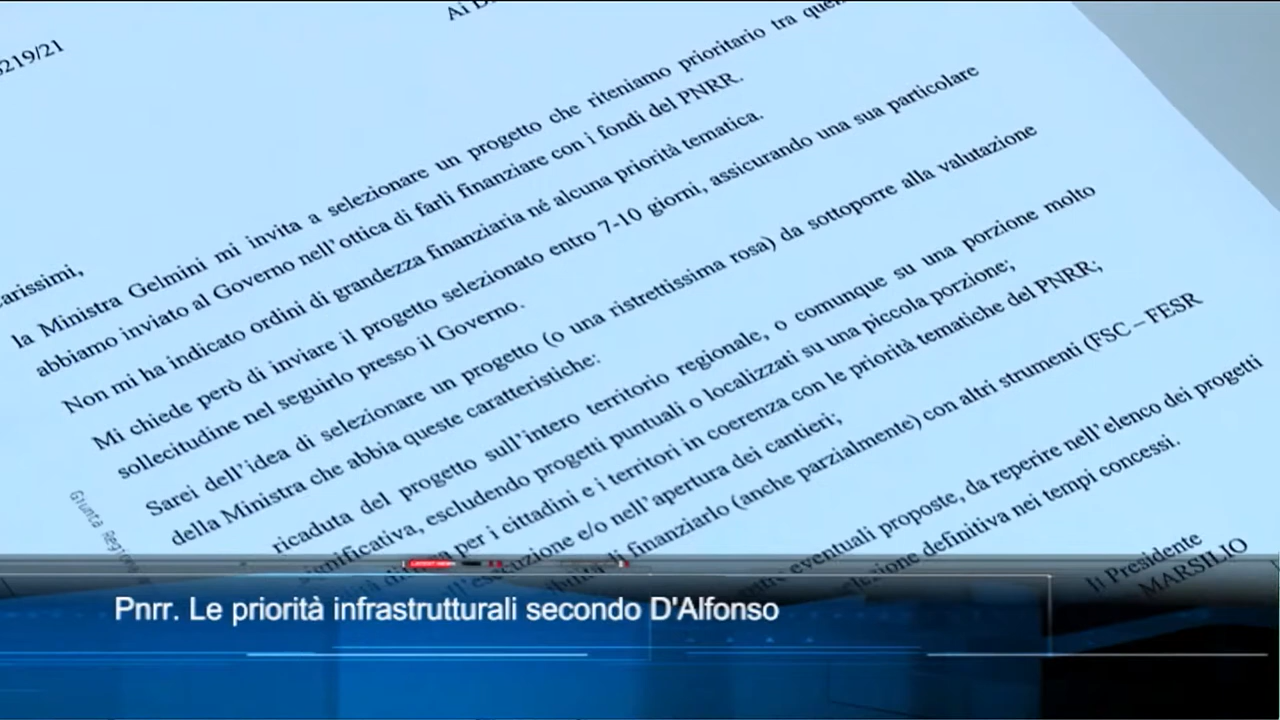 219/21
Ai
carissimi,
la Ministra Gelmini mi invita a selezionare un progetto che riteniamo prioritario tra
abbiamo inviato al Governo nell'ottica di farli finanziare con i fondi del PNRR.
Non mi ha indicato ordini di grandezza finanziaria né alcuna priorità tematica.
Mi chiede però di inviare il progetto selezionato entro 7-10 giorni, assicurando una sua particolare
sollecitudine nel seguirlo presso il Governo.
Sarei dell'idea di selezionare un progetto (o una ristrettissima rosa) da sottoporre alla valutazione
della Ministra che abbia queste caratteristiche:
ricaduta del progetto sull'intero territorio regionale, o comunque su una porzione molto
significativa, escludendo progetti puntuali o localizzati su una piccola porzione;
per i cittadini e i territori in coerenza con le priorità tematiche del PNRR;
all'esecuzione e/o nell'apertura dei cantieri;
di finanziarlo (anche parzialmente) con altri strumenti (FSC – FESR
eventuali proposte, da reperire nell'elenco dei progetti
definitiva nei tempi concessi.
Il Presidente
MARSILIO
Giunta
LATEST NEWS
Pnrr. Le priorità infrastrutturali secondo D'Alfonso